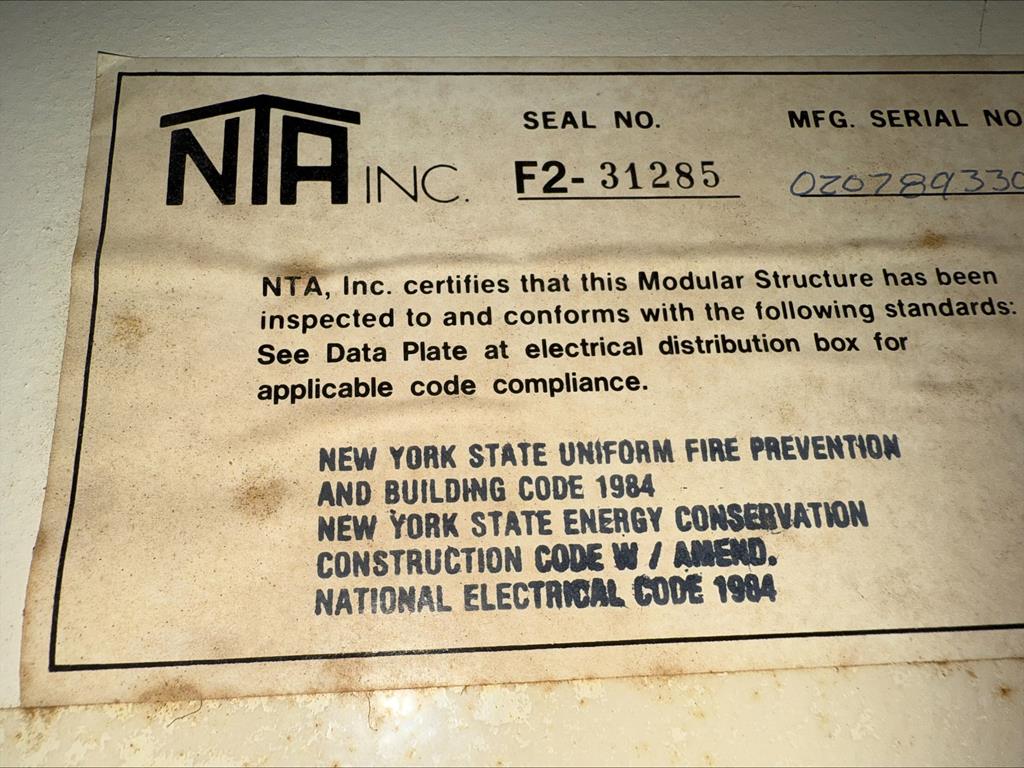 NTA INC.
SEAL NO.
MFG. SERIAL NO
F2- 31285
020789330
NTA, Inc. certifies that this Modular Structure has been
inspected to and conforms with the following standards:
See Data Plate at electrical distribution box for
applicable code compliance.
NEW YORK STATE UNIFORM FIRE PREVENTION
AND BUILDING CODE 1984
NEW YORK STATE ENERGY CONSERVATION
CONSTRUCTION CODE W / AMEND.
NATIONAL ELECTRICAL CODE 1984